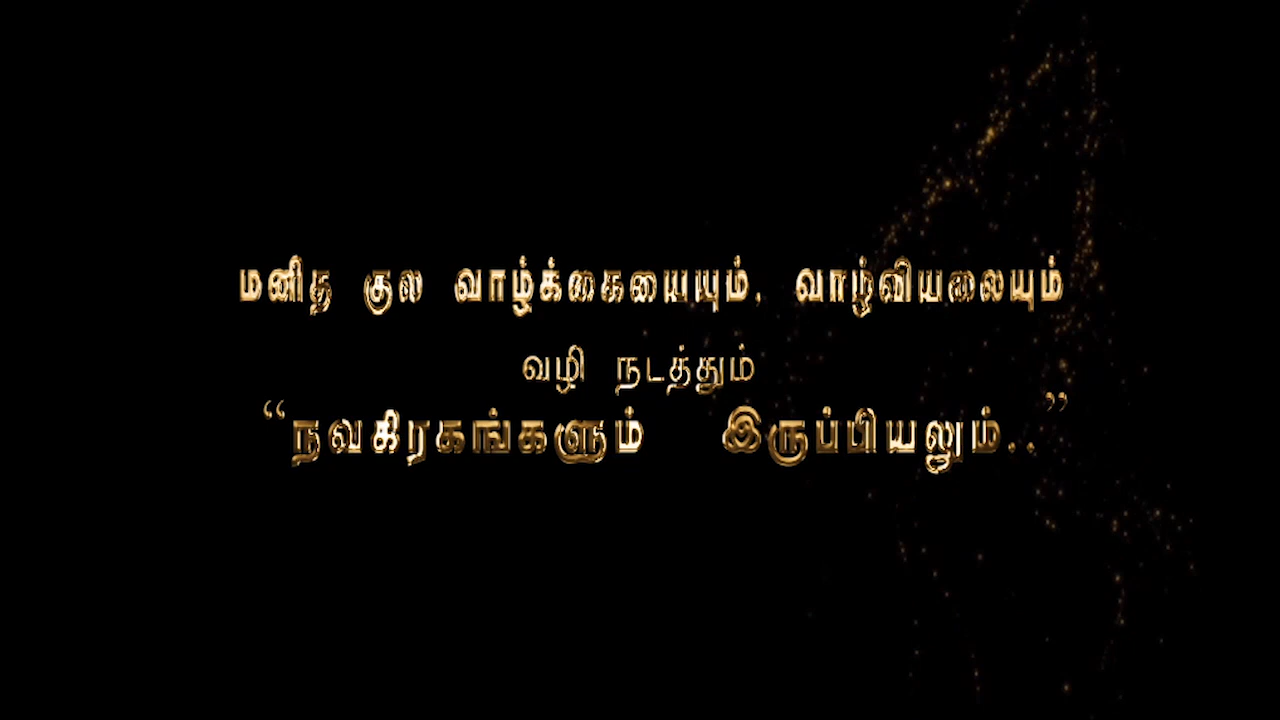 மனித குல வாழ்க்கையையும், வாழ்வியலையும்
வழி நடத்தும்
“நவகிரகங்களும் இருப்பியலும்..”